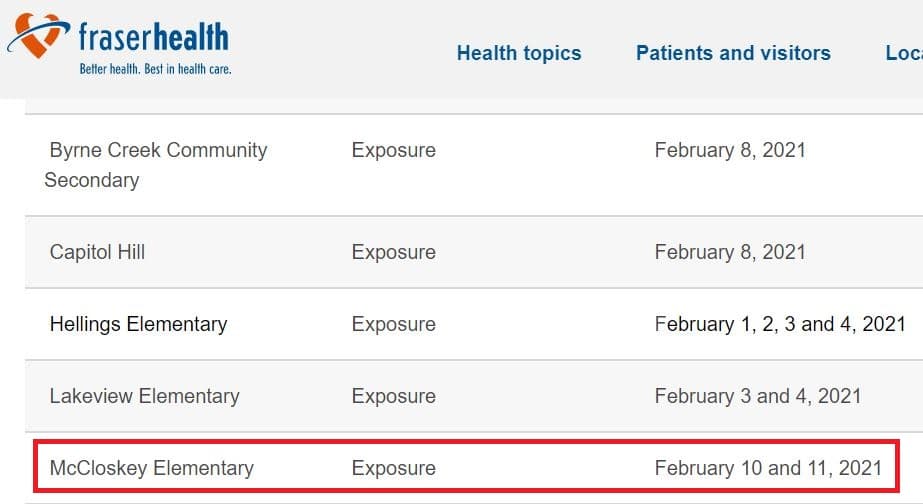 fraserhealth
Better health. Best in health care.
Health topics Patients and visitors Loca
Byrne Creek Community Exposure February 8, 2021
Secondary
Capitol Hill Exposure February 8, 2021
Hellings Elementary Exposure February 1, 2, 3 and 4, 2021
Lakeview Elementary Exposure February 3 and 4, 2021
McCloskey Elementary Exposure February 10 and 11, 2021